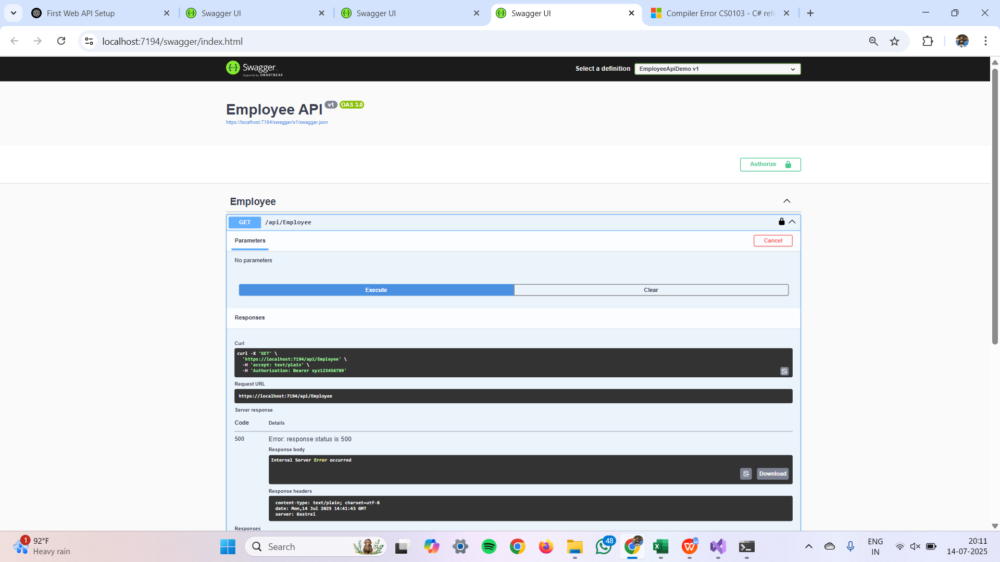 First Web API Setup
Swagger UI
Swagger UI
Swagger UI
Compiler Error CS0103 - C# ref
localhost:7194/swagger/index.html
Swagger.
Supported by SMARTBEAR
Select a definition
EmployeeApiDemo v1
Employee API v1 OAS 3.0
https://localhost:7194/swagger/v1/swagger.json
Authorize
Employee
GET /api/Employee
Parameters
Cancel
No parameters
Execute
Clear
Responses
Curl
curl -X 'GET' \
'https://localhost:7194/api/Employee' \
-H 'accept: text/plain' \
-H 'Authorization: Bearer xyz123456789'
Request URL
https://localhost:7194/api/Employee
Server response
Code Details
500 Error: response status is 500
Response body
Internal Server Error occurred
Download
Response headers
content-type: text/plain; charset=utf-8
date: Mon,14 Jul 2025 14:41:43 GMT
server: Kestrel
Responses
1
92°F
Heavy rain
Search
48
ENG
IN
20:11
14-07-2025